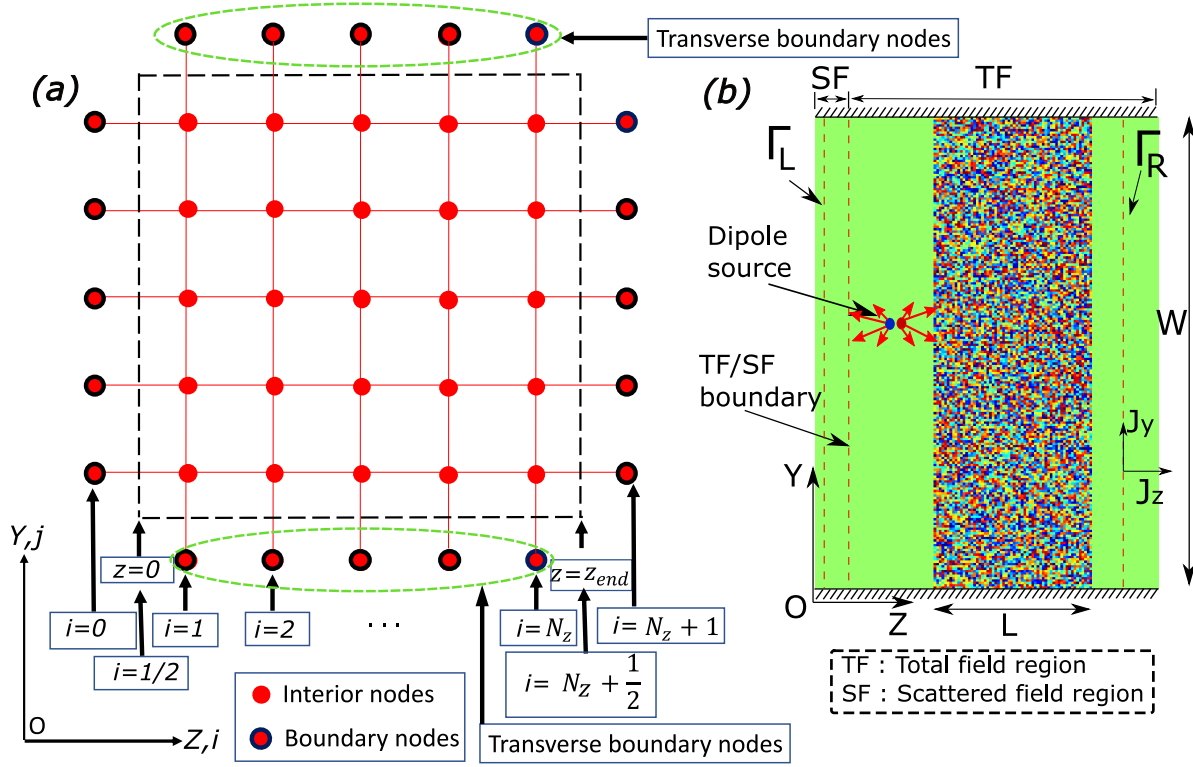 Transverse boundary nodes
(a)
z=0
i=0
i=1/2
i=1
i=2
...
i=N_z
i= N_z + 1/2
z=z_end
i= N_z + 1
Y,j
O
Z,i
Interior nodes
Boundary nodes
Transverse boundary nodes
(b)
SF
TF
Γ_L
Γ_R
Dipole
source
TF/SF
boundary
W
J_y
J_z
Y
O
Z
L
TF : Total field region
SF : Scattered field region